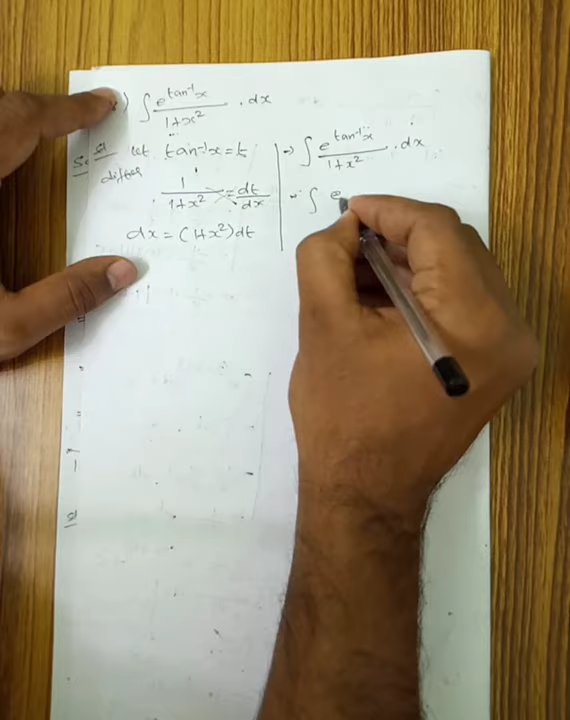 ∫ e^tan⁻¹x / 1+x² . dx
Sol let tan⁻¹x = t
differ
1 / 1+x² = dt / dx
dx = (1+x²)dt
→ ∫ e^tan⁻¹x / 1+x² . dx
→ ∫ e